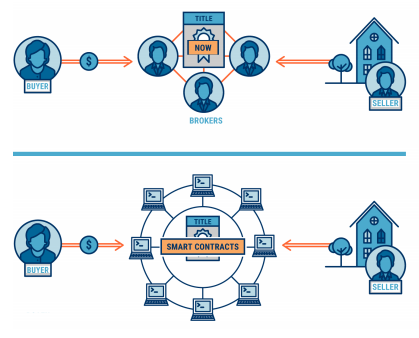 TITLE
NOW
$
BUYER
SELLER
BROKERS
TITLE
SMART CONTRACTS
$
BUYER
SELLER